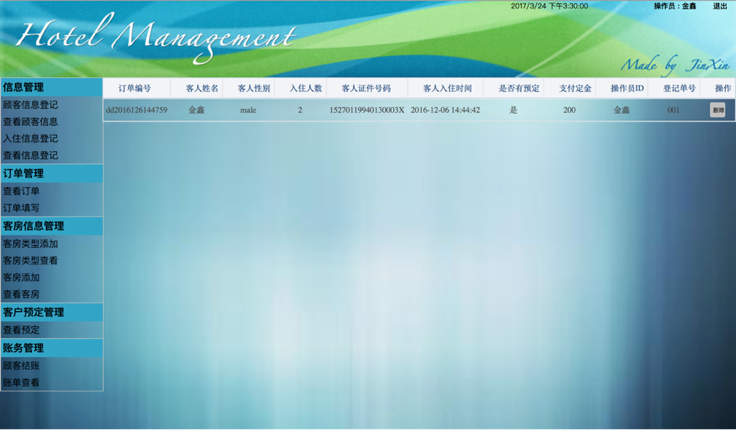 2017/3/24 下午3:30:00 操作员：金鑫 退出
Hotel Management
Made by JinXin
信息管理
顾客信息登记
查看顾客信息
入住信息登记
查看信息登记
订单管理
查看订单
订单填写
客房信息管理
客房类型添加
客房类型查看
客房添加
查看客房
客户预定管理
查看预定
账务管理
顾客结账
账单查看
订单编号 客人姓名 客人性别 入住人数 客人证件号码 客人入住时间 是否有预定 支付定金 操作员ID 登记单号 操作
dd2016126144759 金鑫 male 2 15270119940130003X 2016-12-06 14:44:42 是 200 金鑫 001 删除